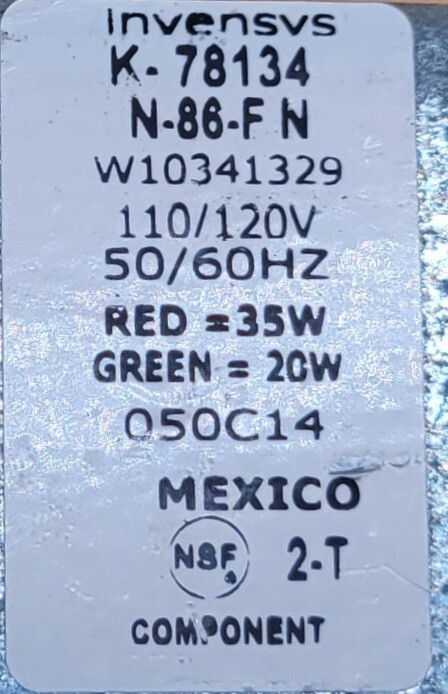 Invensys
K-78134
N-86-F N
W10341329
110/120V
50/60HZ
RED =35W
GREEN = 20W
050C14
MEXICO
NSF. 2-T
COMPONENT